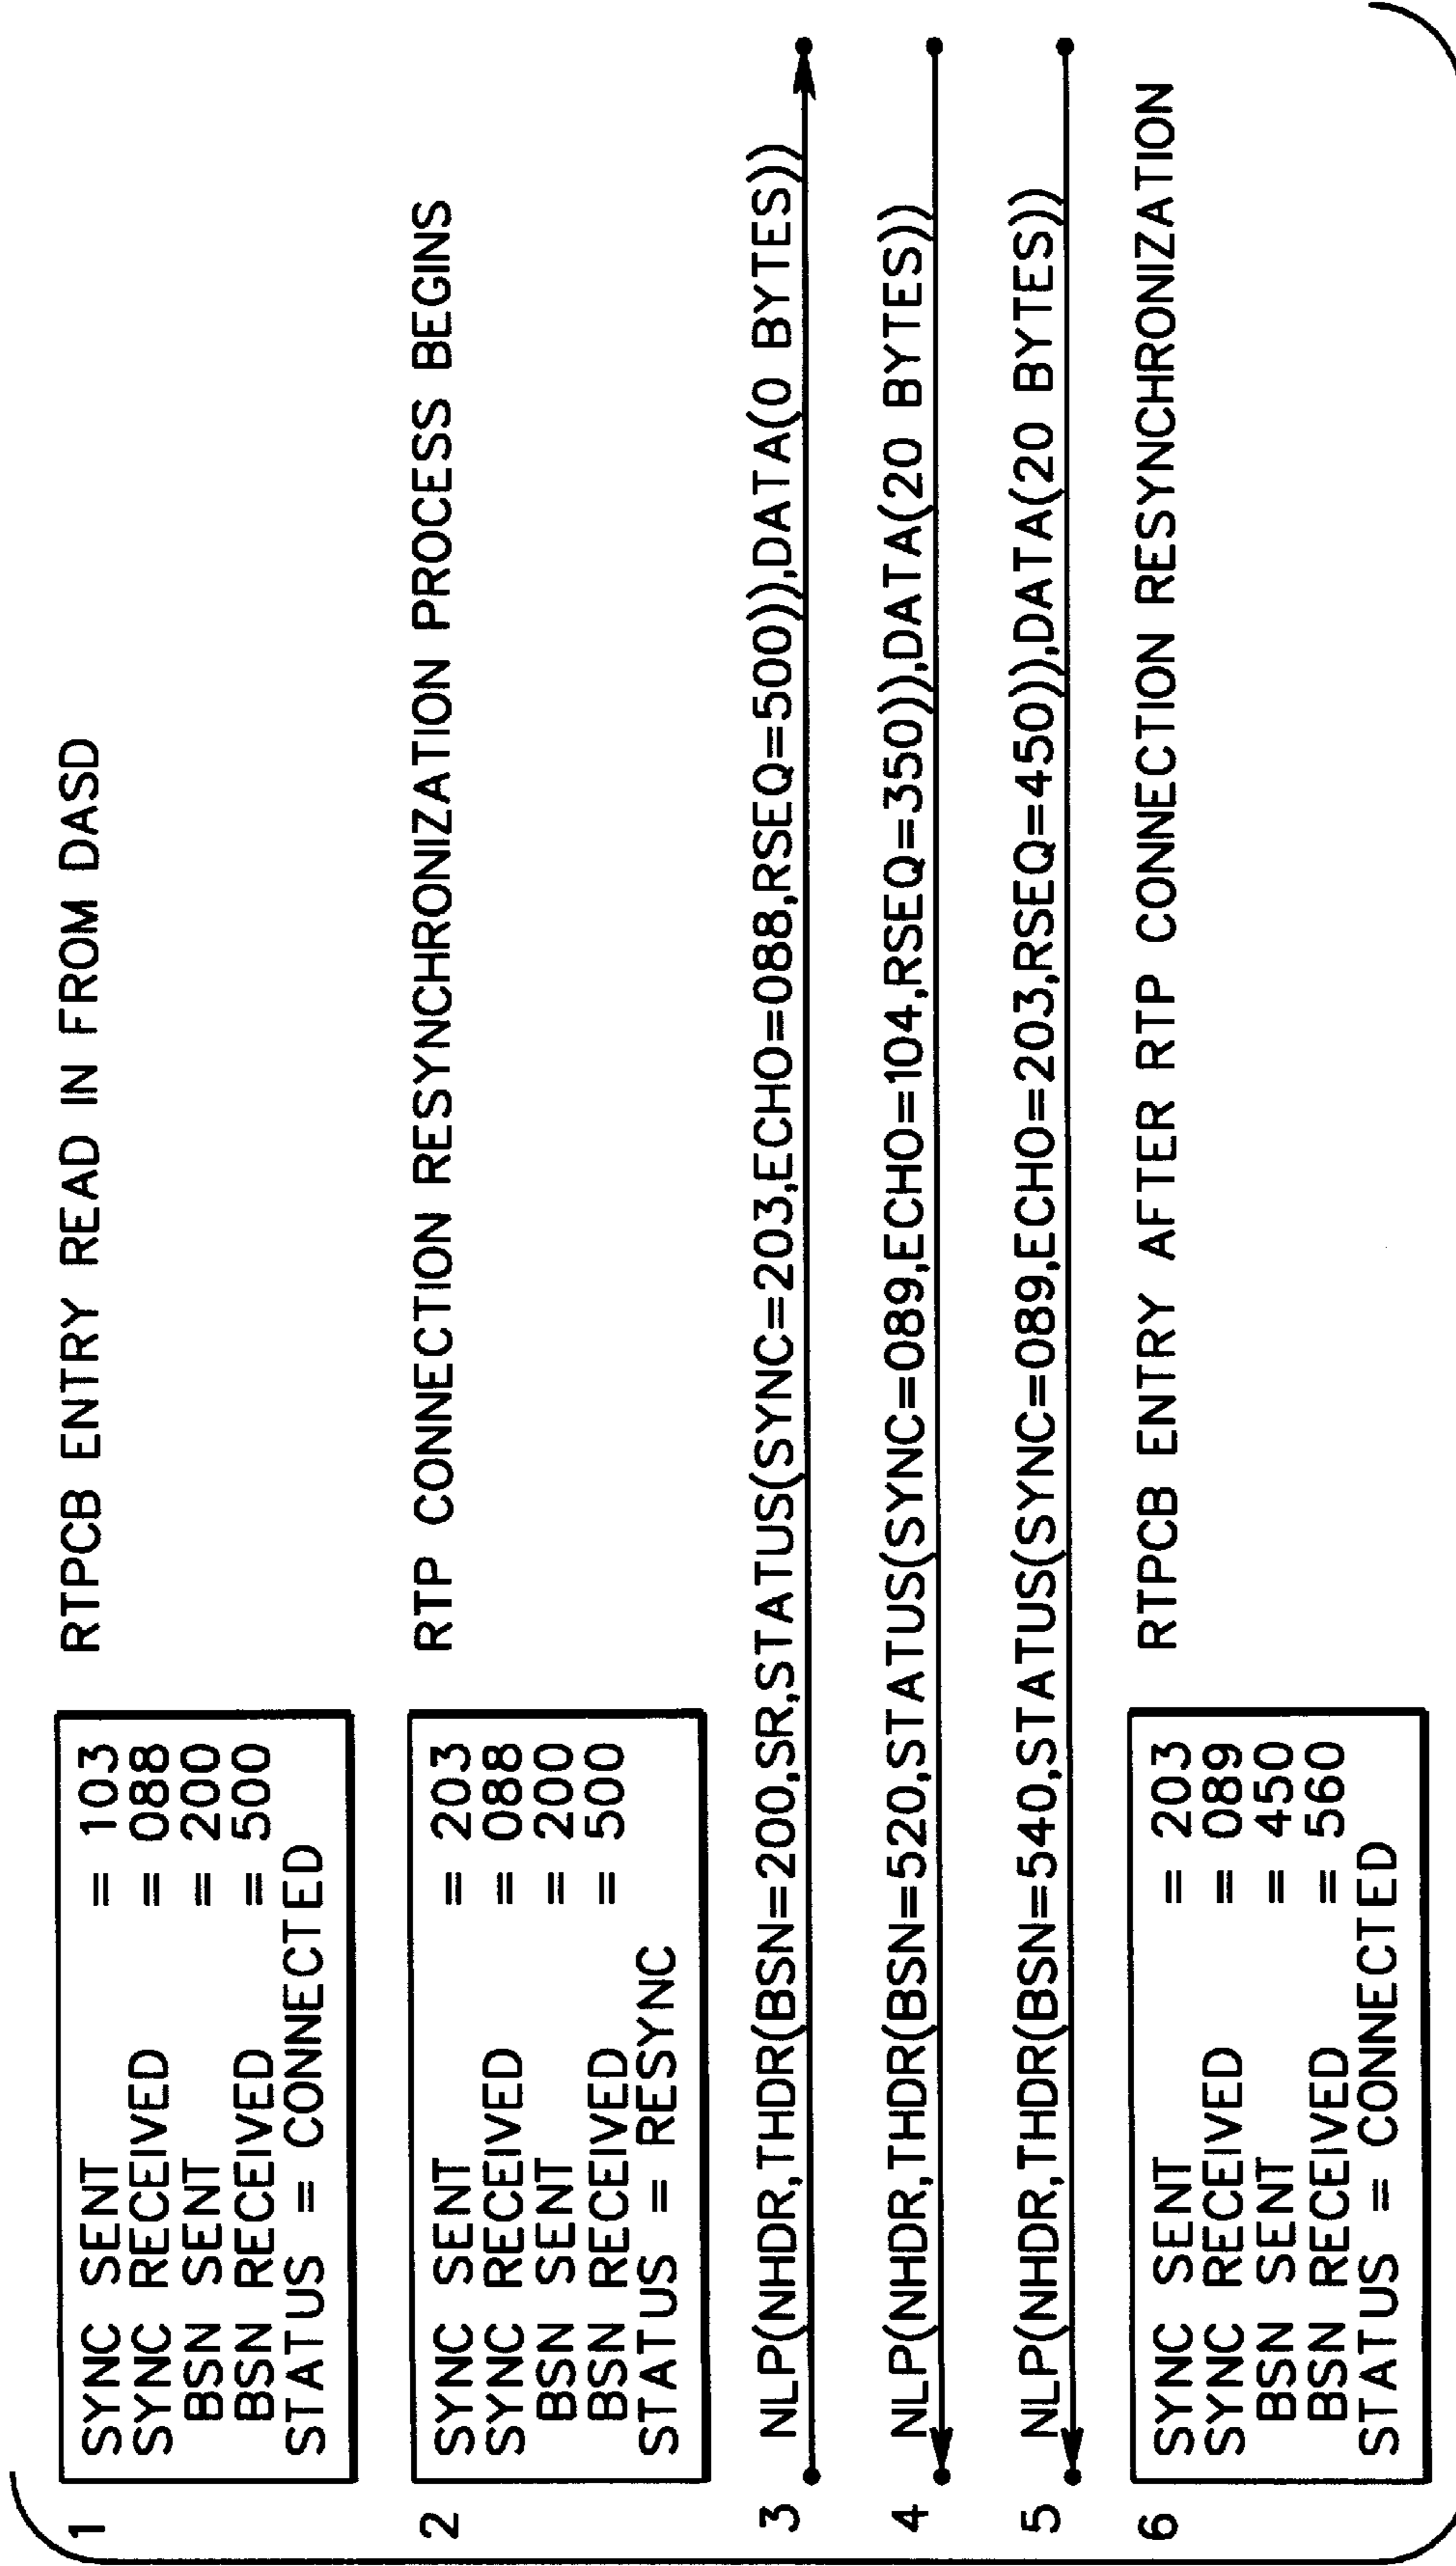 1
SYNC SENT = 103
SYNC RECEIVED = 088
BSN SENT = 200
BSN RECEIVED = 500
STATUS = CONNECTED
RTPCB ENTRY READ IN FROM DASD
2
SYNC SENT = 203
SYNC RECEIVED = 088
BSN SENT = 200
BSN RECEIVED = 500
STATUS = RESYNC
RTP CONNECTION RESYNCHRONIZATION PROCESS BEGINS
3 NLP(NHDR,THDR(BSN=200,SR,STATUS(SYNC=203,ECHO=088,RSEQ=500)),DATA(0 BYTES))
4 NLP(NHDR,THDR(BSN=520,STATUS(SYNC=089,ECHO=104,RSEQ=350)),DATA(20 BYTES))
5 NLP(NHDR,THDR(BSN=540,STATUS(SYNC=089,ECHO=203,RSEQ=450)),DATA(20 BYTES))
6
SYNC SENT = 203
SYNC RECEIVED = 089
BSN SENT = 450
BSN RECEIVED = 560
STATUS = CONNECTED
RTPCB ENTRY AFTER RTP CONNECTION RESYNCHRONIZATION